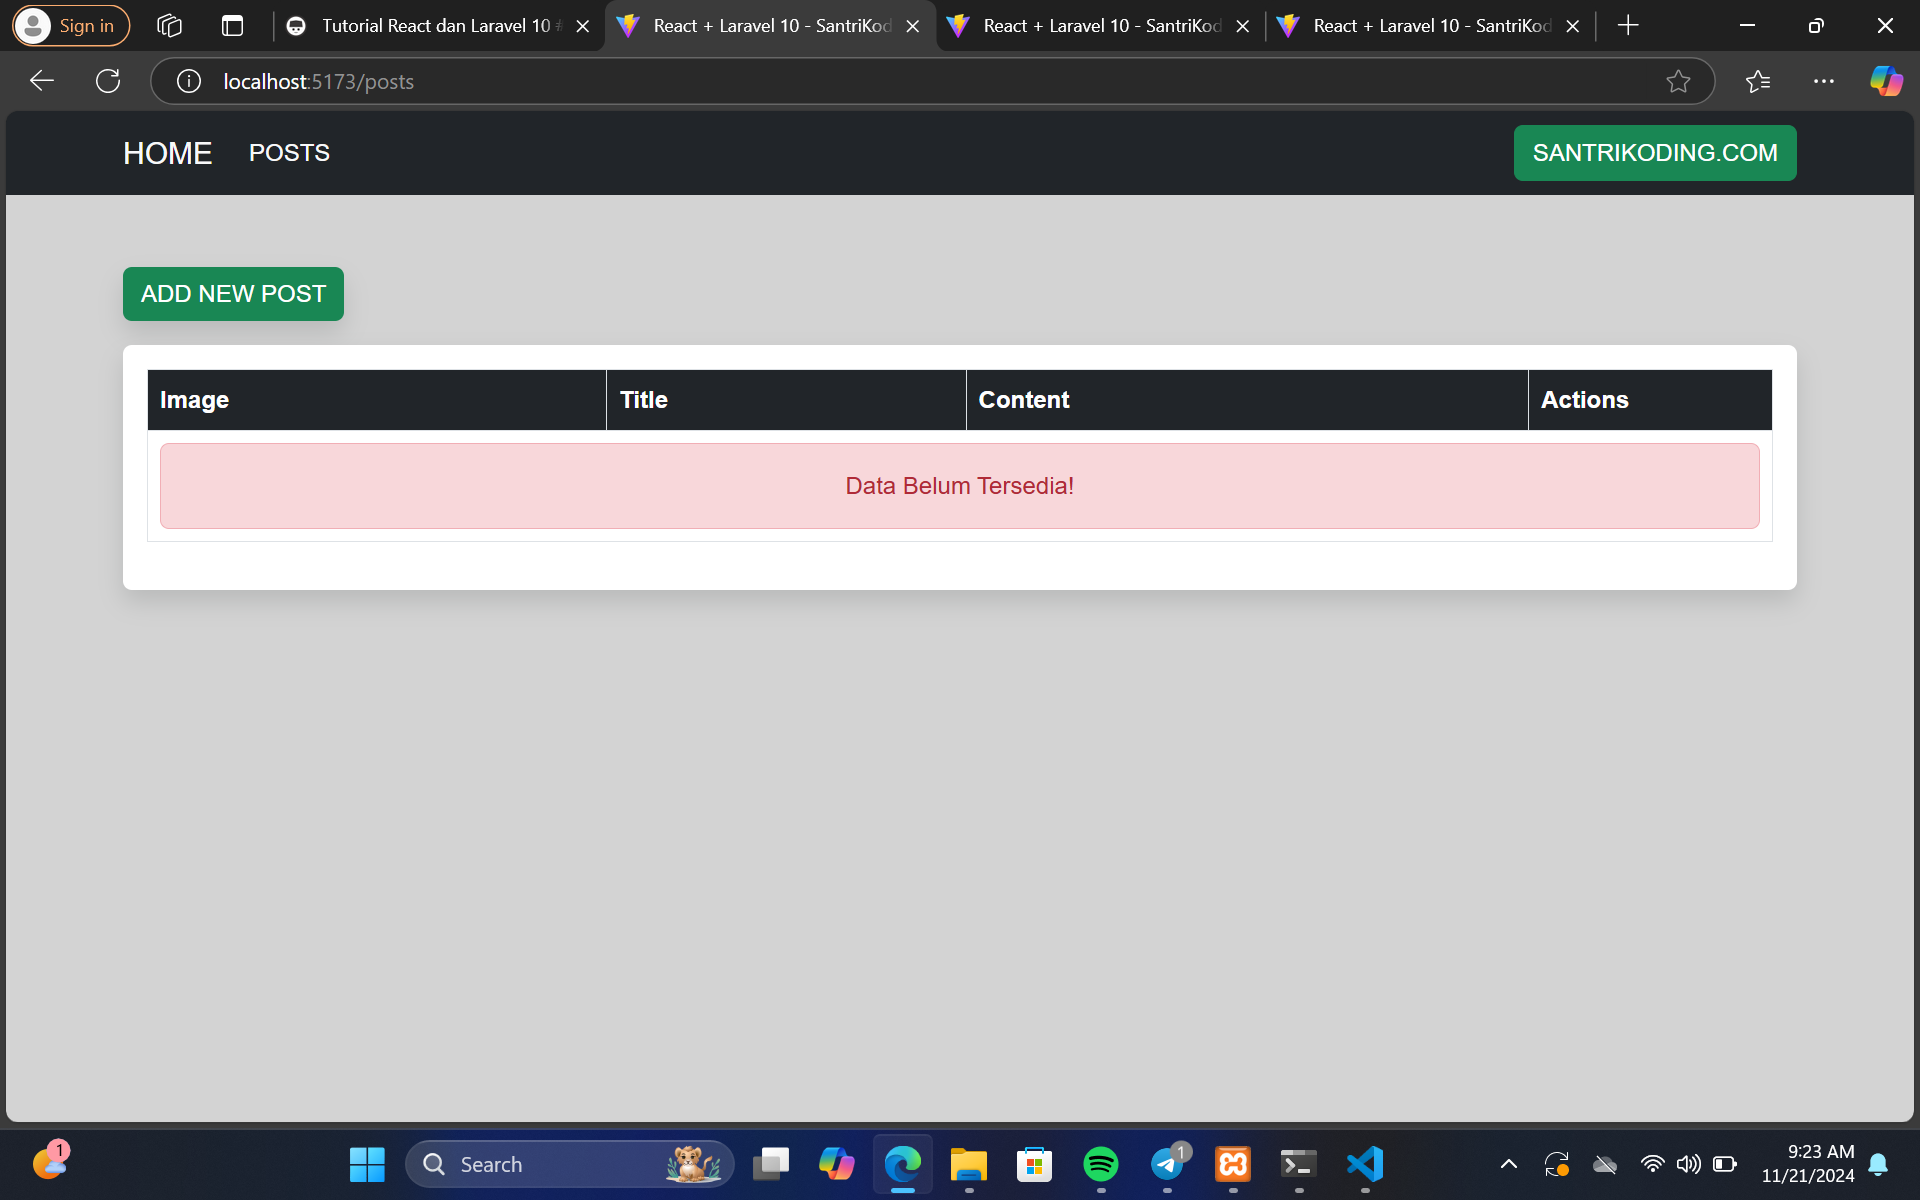 Sign in
Tutorial React dan Laravel 10 #
React + Laravel 10 - SantriKod
React + Laravel 10 - SantriKod
React + Laravel 10 - SantriKod
localhost:5173/posts
HOME
POSTS
SANTRIKODING.COM
ADD NEW POST
Image
Title
Content
Actions
Data Belum Tersedia!
1
Search
1
9:23 AM
11/21/2024